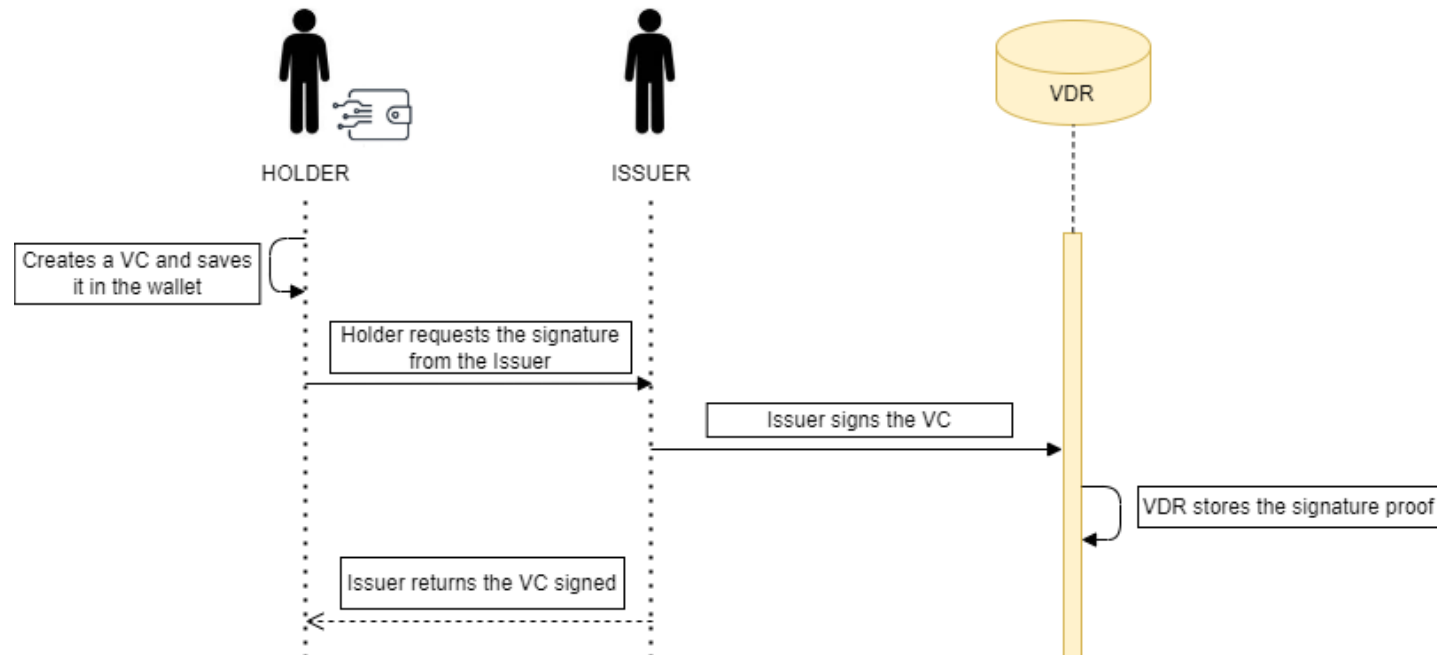 VDR
HOLDER
ISSUER
Creates a VC and saves
it in the wallet
Holder requests the signature
from the Issuer
Issuer signs the VC
VDR stores the signature proof
Issuer returns the VC signed